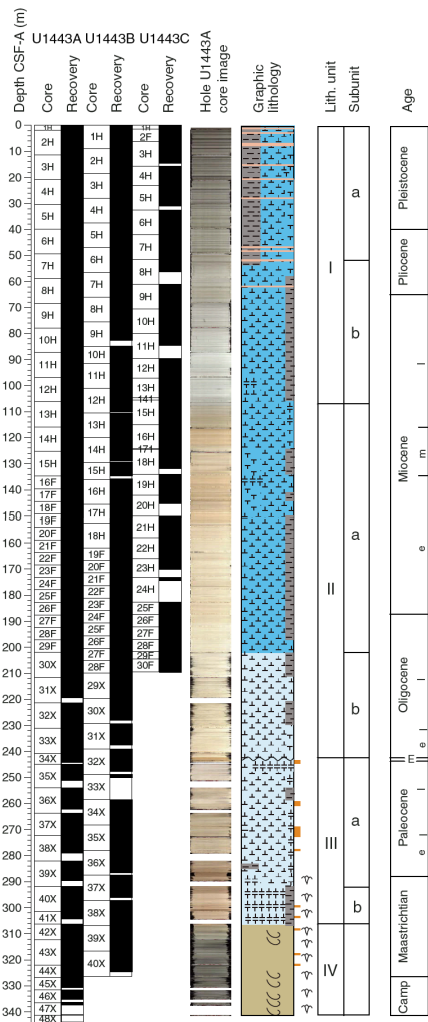 Depth CSF-A (m)
U1443A U1443B U1443C
Core
Recovery
Core
Recovery
Core
Recovery
Hole U1443A
core image
Graphic
lithology
Lith. unit
Subunit
Age
0
10
20
30
40
50
60
70
80
90
100
110
120
130
140
150
160
170
180
190
200
210
220
230
240
250
260
270
280
290
300
310
320
330
340
1H
2H
3H
4H
5H
6H
7H
8H
9H
10H
11H
12H
13H
14H
15H
16F
17F
18F
19F
20F
21F
22F
23F
24F
25F
26F
27F
28F
29F
30X
31X
32X
33X
34X
35X
36X
37X
38X
39X
40X
41X
42X
43X
44X
45X
46X
47X
48X
1H
2H
3H
4H
5H
6H
7H
8H
9H
10H
11H
12H
13H
14H
15H
16H
17H
18H
19F
20F
21F
22F
23F
24F
25F
26F
27F
28F
29X
30X
31X
32X
33X
34X
35X
36X
37X
38X
39X
40X
1H
2F
3H
4H
5H
6H
7H
8H
9H
10H
11H
12H
13H
141
15H
16H
171
18H
19H
20H
21H
22H
23H
24H
25F
26F
27F
28F
29F
30F
I
II
III
IV
a
b
a
b
a
b
Pleistocene
Pliocene
Miocene
l
m
e
Oligocene
l
e
E
Paleocene
l
l
e
Maastrichtian
Camp